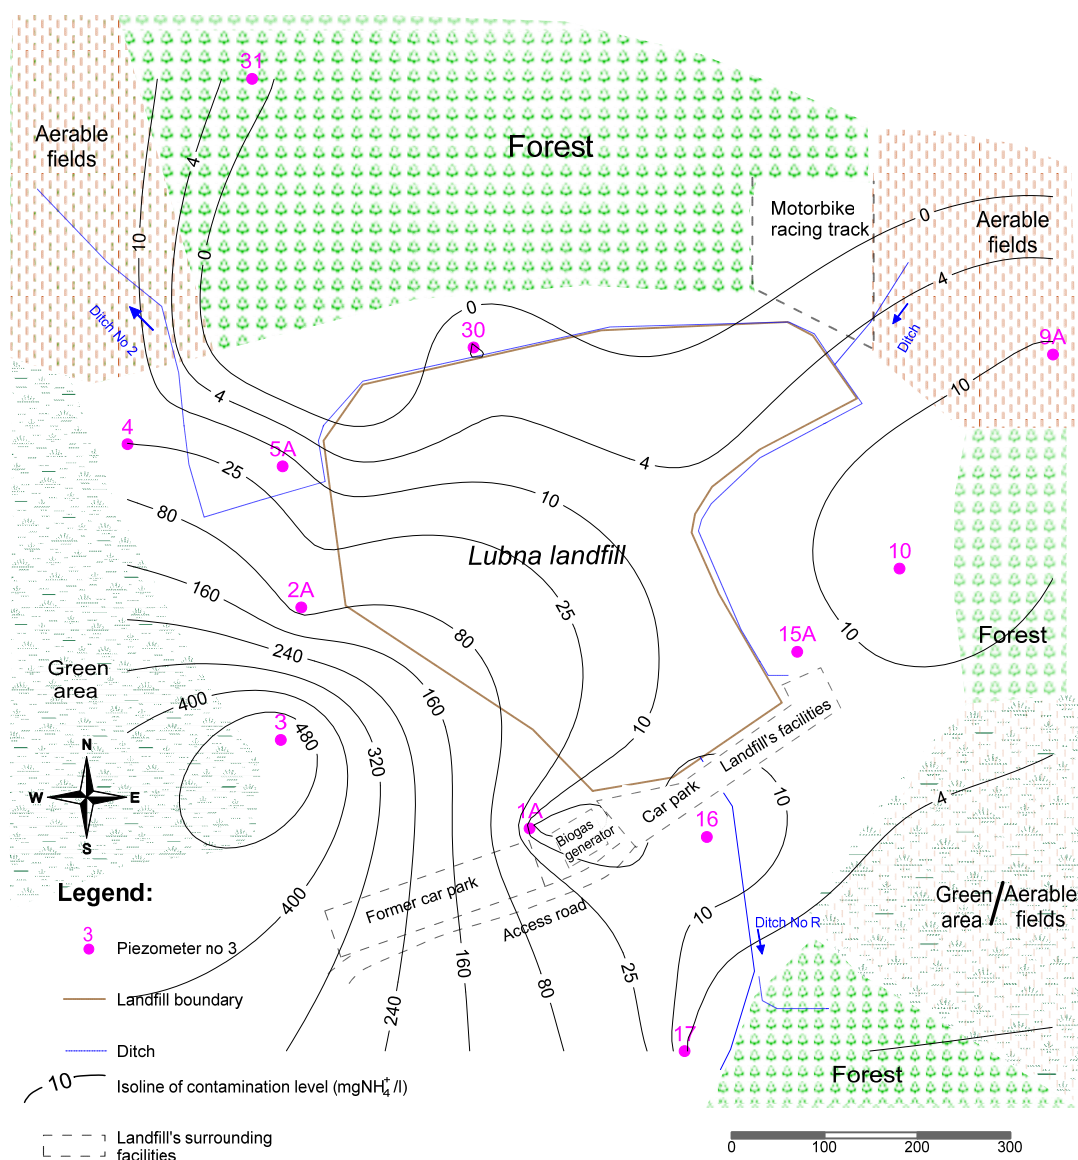 31
Aerable
fields
Forest
4
10
0
Motorbike
racing track
0
Aerable
fields
4
Ditch No 2
0
30
Ditch
9A
10
4
4
5A
25
4
10
80
Lubna landfill
10
160
2A
25
80
10
15A
Forest
240
Green
area
400
160
3
480
10
320
Landfill's facilities
N
W
E
S
1A
Car park
10
16
4
Biogas
generator
Legend:
400
Former car park
Access road
10
Ditch No R
Green
area
/
Aerable
fields
3
Piezometer no 3
160
25
80
240
Landfill boundary
17
Ditch
Forest
10
Isoline of contamination level (mgNH₄⁺/l)
Landfill's surrounding
facilities
0
100
200
300